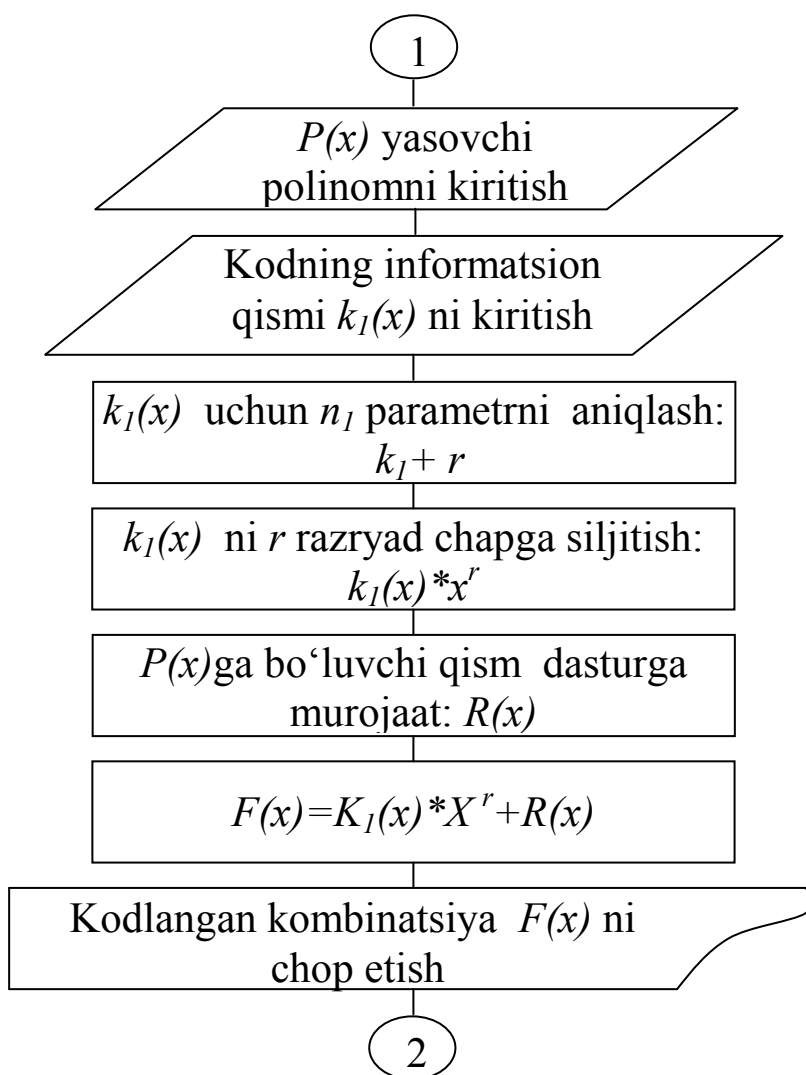 1
P(x) yasovchi
polinomni kiritish
Kodning informatsion
qismi k₁(x) ni kiritish
k₁(x) uchun n₁ parametrni aniqlash:
k₁+ r
k₁(x) ni r razryad chapga siljitish:
k₁(x)*xʳ
P(x)ga bo‘luvchi qism dasturga
murojaat: R(x)
F(x)=K₁(x)*Xʳ+R(x)
Kodlangan kombinatsiya F(x) ni
chop etish
2